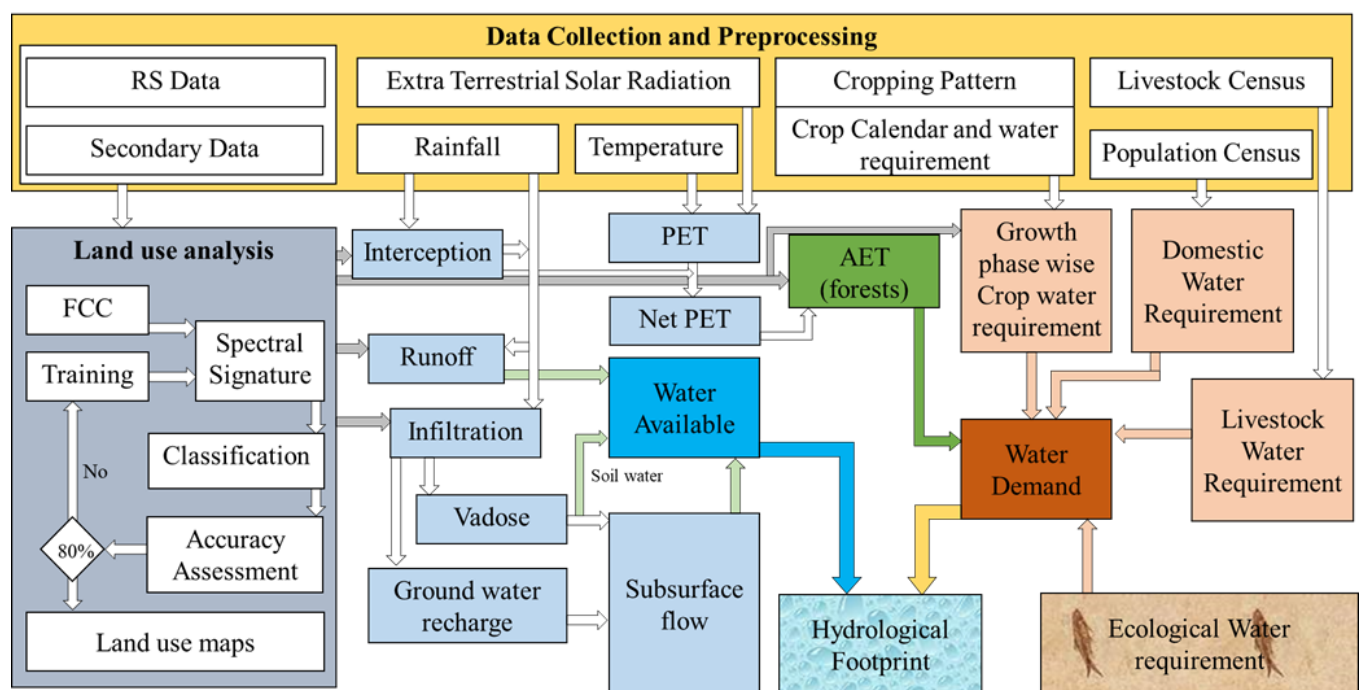 Data Collection and Preprocessing
RS Data
Secondary Data
Extra Terrestrial Solar Radiation
Rainfall
Temperature
Cropping Pattern
Crop Calendar and water
requirement
Livestock Census
Population Census
Land use analysis
FCC
Training
Spectral
Signature
Classification
No
80%
Accuracy
Assessment
Land use maps
Interception
Runoff
Infiltration
Vadose
Ground water
recharge
PET
Net PET
Water
Available
Soil water
Subsurface
flow
AET
(forests)
Growth
phase wise
Crop water
requirement
Domestic
Water
Requirement
Water
Demand
Livestock
Water
Requirement
Hydrological
Footprint
Ecological Water
requirement